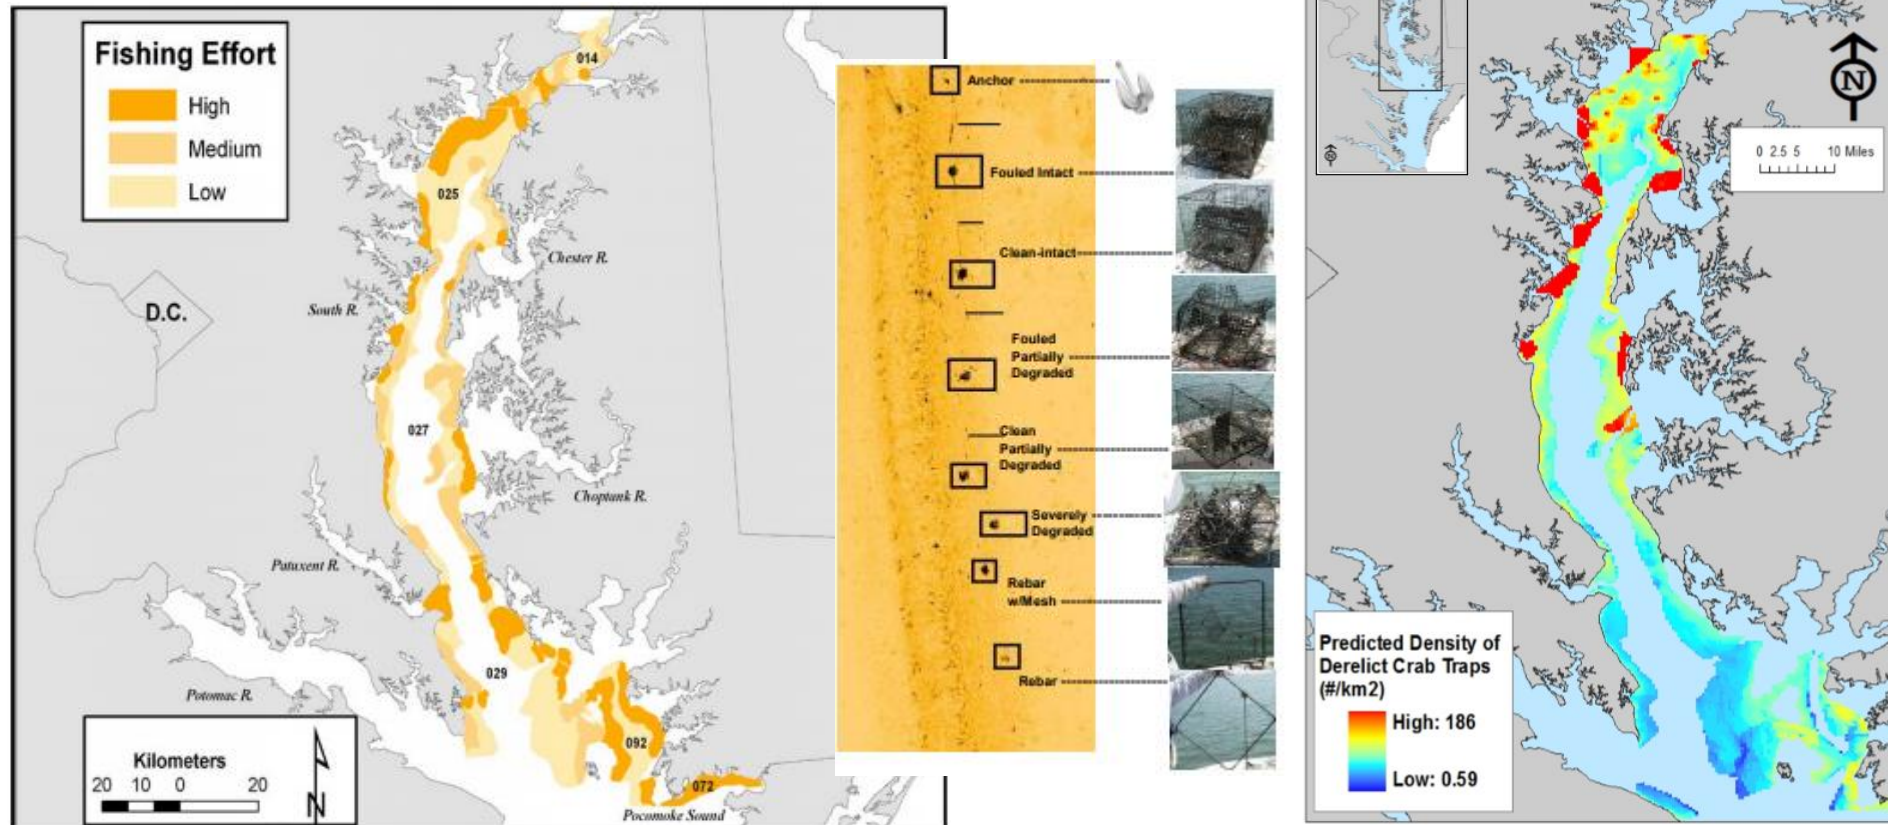 Fishing Effort
High
Medium
Low
014
025
Chester R.
D.C.
South R.
027
Choptank R.
Patuxent R.
029
Potomac R.
092
072
Pocomoke Sound
Kilometers
20 10 0 20
N
Anchor
Fouled Intact
Clean-intact
Fouled
Partially
Degraded
Clean
Partially
Degraded
Severely
Degraded
Rebar
w/Mesh
Rebar
N
0 2.5 5 10 Miles
Predicted Density of
Derelict Crab Traps
(#/km2)
High: 186
Low: 0.59